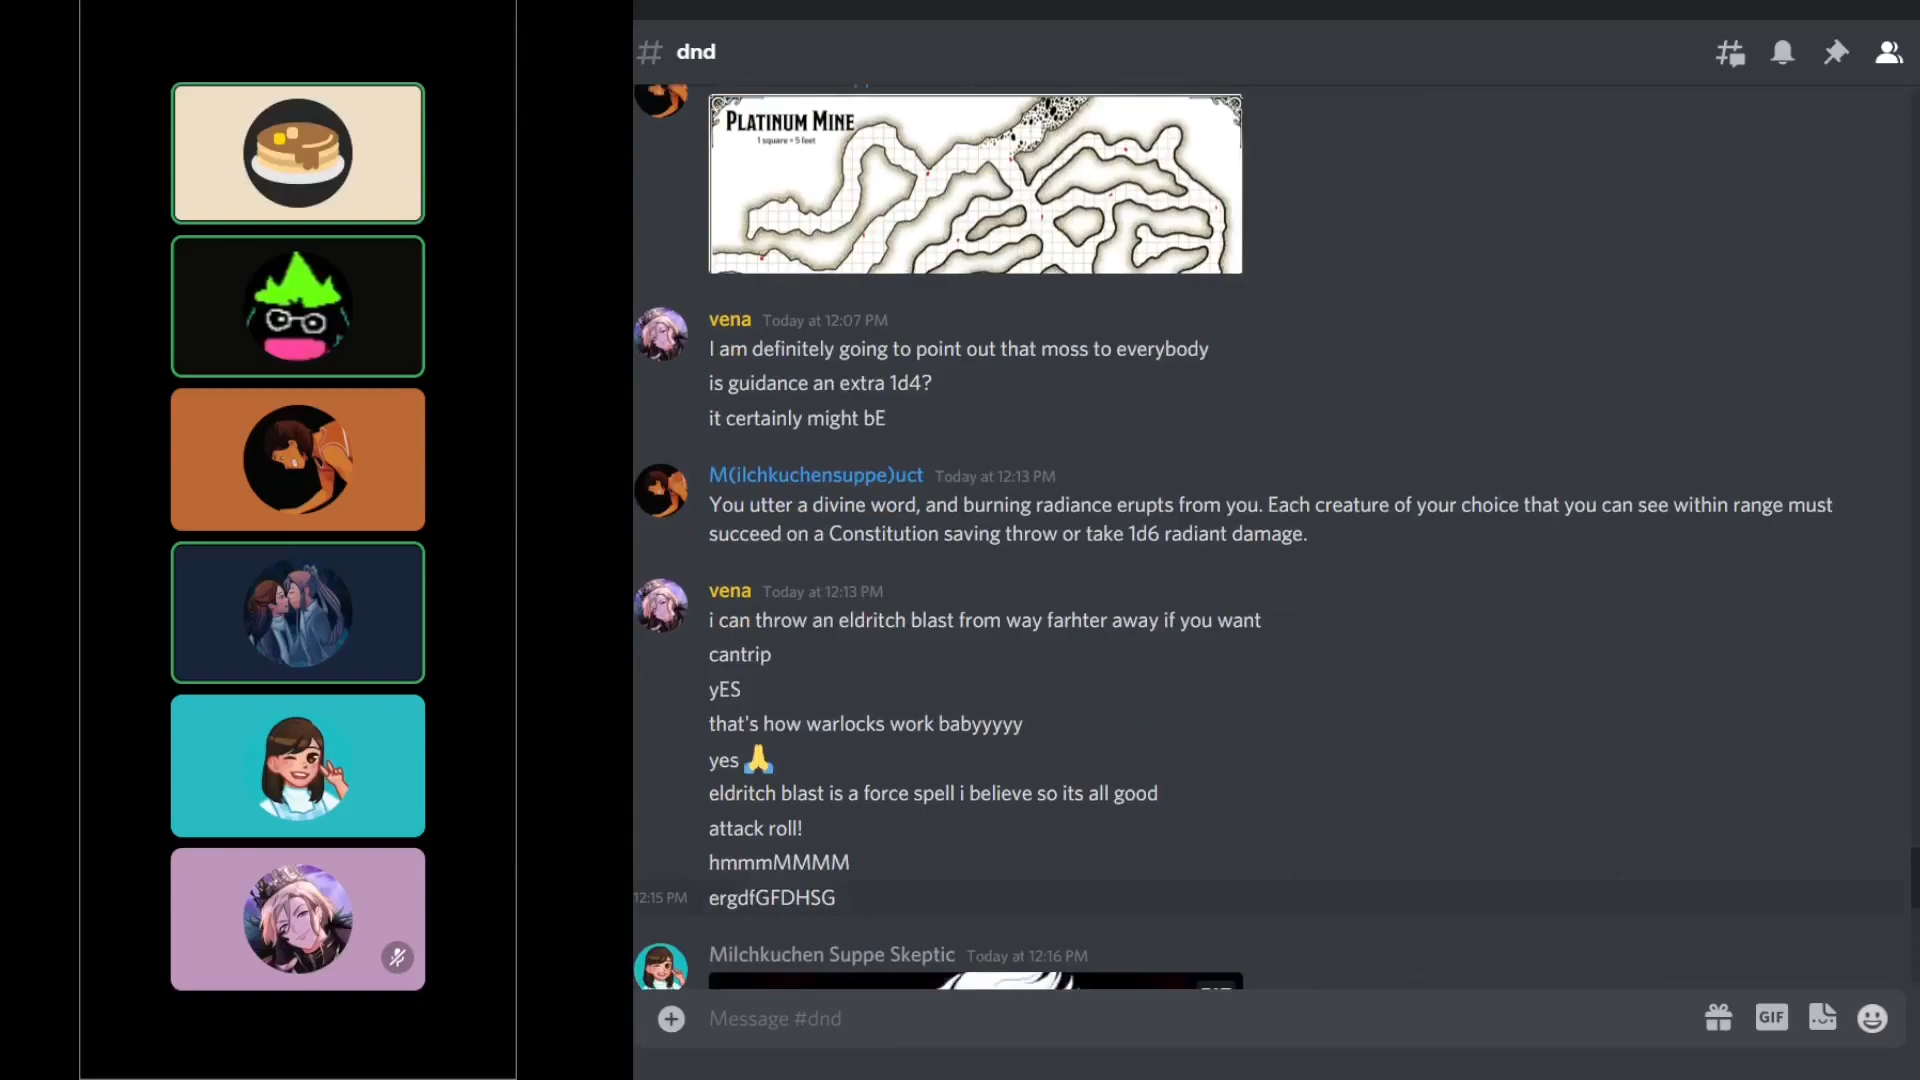 dnd
PLATINUM MINE
1 square = 5 feet
vena Today at 12:07 PM
I am definitely going to point out that moss to everybody
is guidance an extra 1d4?
it certainly might bE
M(ilchkuchensuppe)uct Today at 12:13 PM
You utter a divine word, and burning radiance erupts from you. Each creature of your choice that you can see within range must
succeed on a Constitution saving throw or take 1d6 radiant damage.
vena Today at 12:13 PM
i can throw an eldritch blast from way farhter away if you want
cantrip
yES
that's how warlocks work babyyyyy
yes 🙏
eldritch blast is a force spell i believe so its all good
attack roll!
hmmmMMMM
12:15 PM ergdfGFDHSG
Milchkuchen Suppe Skeptic Today at 12:16 PM
Message #dnd
GIF